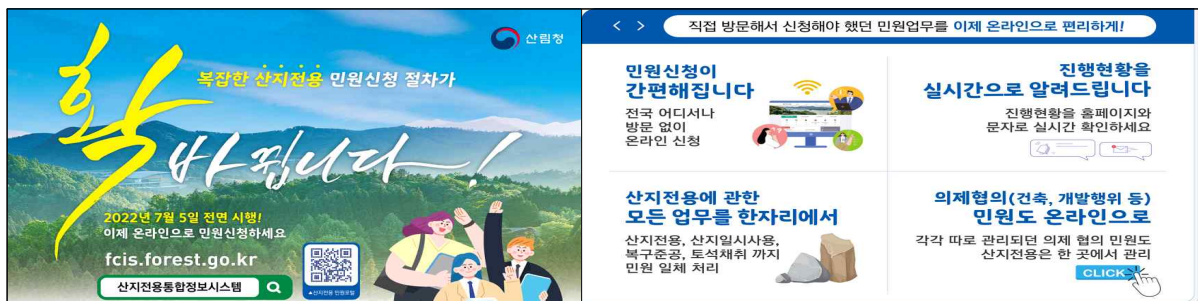 산림청
복잡한 산지전용 민원신청 절차가
확
바뀝니다!
2022년 7월 5일 전면 시행!
이제 온라인으로 민원신청하세요
fcis.forest.go.kr
산지전용통합정보시스템
▲산지전용 민원포털
< > 직접 방문해서 신청해야 했던 민원업무를 이제 온라인으로 편리하게!
민원신청이
간편해집니다
전국 어디서나
방문 없이
온라인 신청
진행현황을
실시간으로 알려드립니다
진행현황을 홈페이지와
문자로 실시간 확인하세요
산지전용에 관한
모든 업무를 한자리에서
산지전용, 산지일시사용,
복구준공, 토석채취 까지
민원 일체 처리
의제협의(건축, 개발행위 등)
민원도 온라인으로
각각 따로 관리되던 의제 협의 민원도
산지전용은 한 곳에서 관리
CLICK